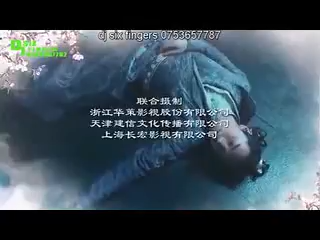 dj six fingers 0753657787
联合摄制
浙江华策影视股份有限公司
天津建信文化传播有限公司
上海长宏影视有限公司